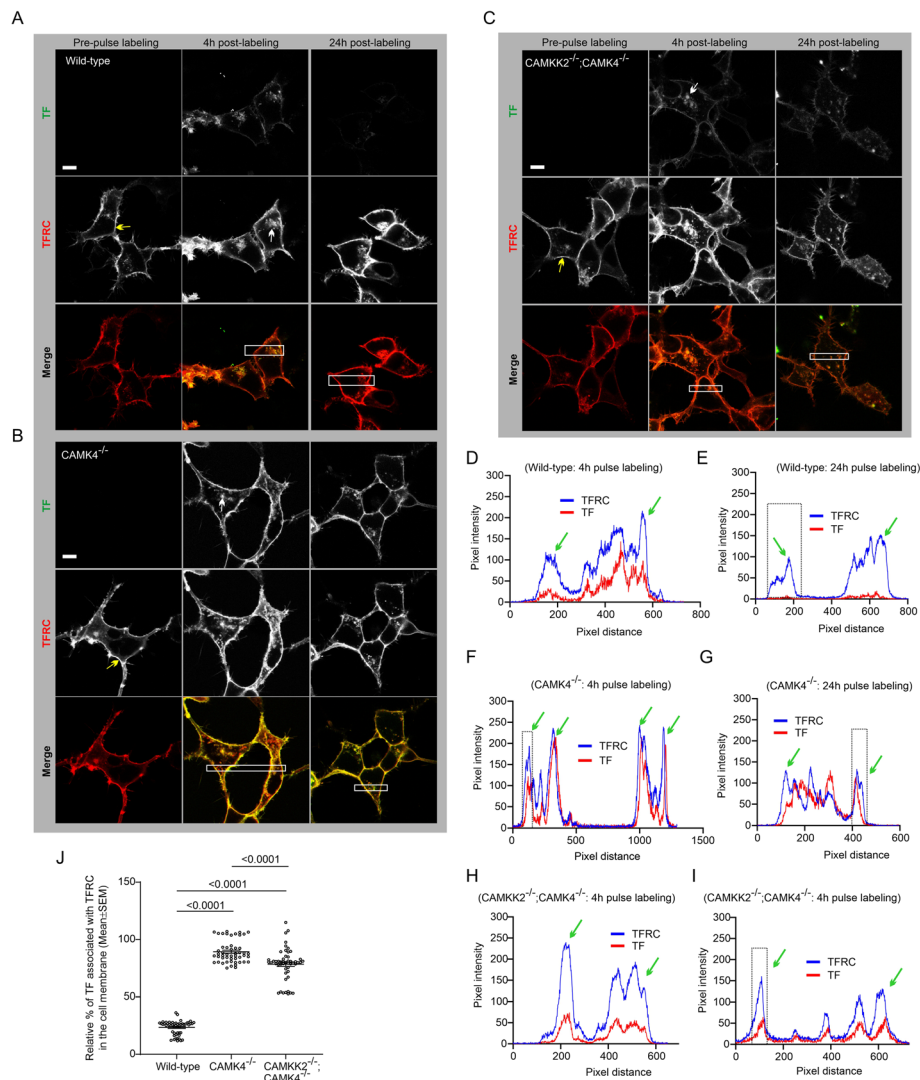 A
Pre-pulse labeling 4h post-labeling 24h post-labeling
Wild-type
TF
TFRC
Merge
B
CAMK4-/-
TF
TFRC
Merge
C
Pre-pulse labeling 4h post-labeling 24h post-labeling
CAMKK2-/-;CAMK4-/-
TF
TFRC
Merge
D
(Wild-type: 4h pulse labeling)
TFRC
TF
Pixel intensity
300
250
200
150
100
50
0
0 200 400 600 800
Pixel distance
E
(Wild-type: 24h pulse labeling)
TFRC
TF
Pixel intensity
300
250
200
150
100
50
0
0 200 400 600 800
Pixel distance
F
(CAMK4-/-: 4h pulse labeling)
TFRC
TF
Pixel intensity
300
250
200
150
100
50
0
0 500 1000 1500
Pixel distance
G
(CAMK4-/-: 24h pulse labeling)
TFRC
TF
Pixel intensity
300
250
200
150
100
50
0
0 200 400 600
Pixel distance
H
(CAMKK2-/-;CAMK4-/-: 4h pulse labeling)
TFRC
TF
Pixel intensity
300
250
200
150
100
50
0
0 200 400 600
Pixel distance
I
(CAMKK2-/-;CAMK4-/-: 4h pulse labeling)
TFRC
TF
Pixel intensity
300
250
200
150
100
50
0
0 200 400 600
Pixel distance
J
<0.0001
<0.0001
<0.0001
Relative % of TF associated with TFRC
in the cell membrane (Mean±SEM)
150
100
50
0
Wild-type CAMK4-/- CAMKK2-/-;
CAMK4-/-